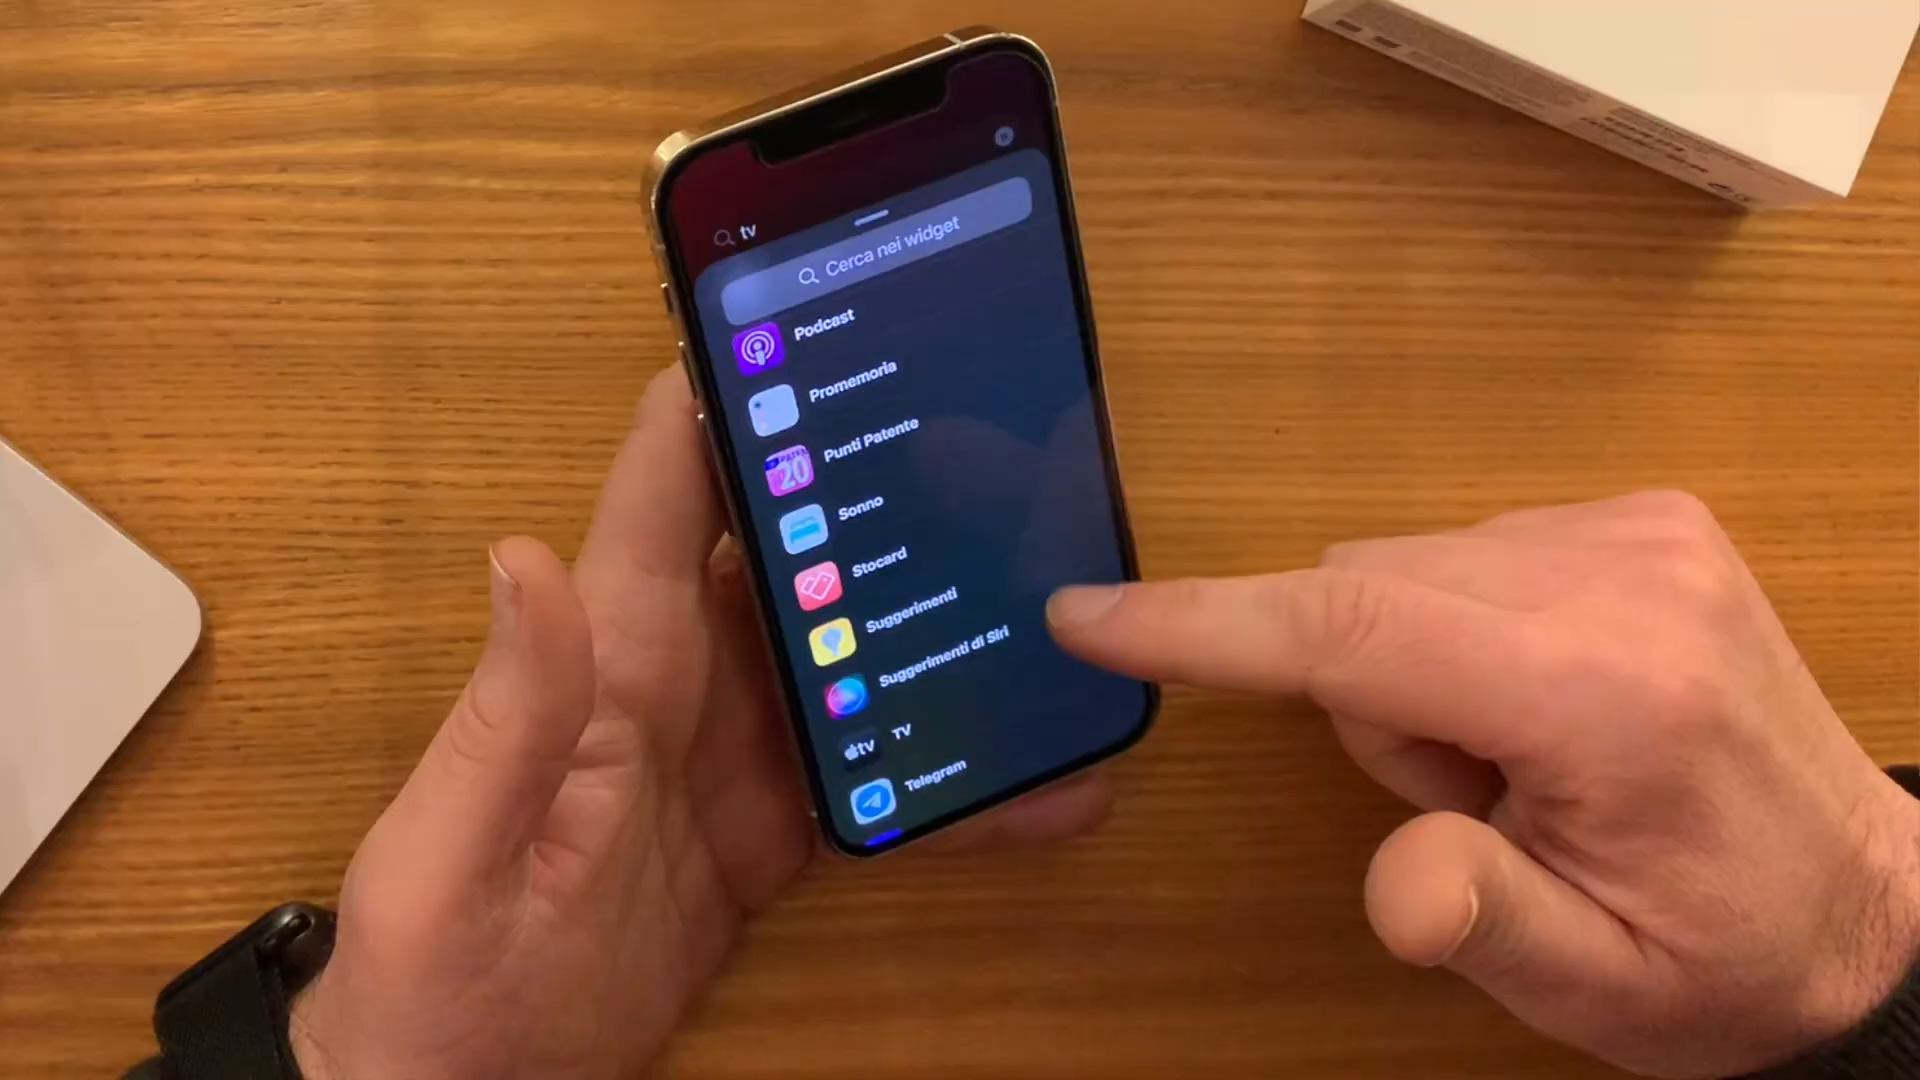 tv
Cerca nei widget
Podcast
Promemoria
Punti Patente
20
Sonno
Stocard
Suggerimenti
Suggerimenti di Siri
tv TV
Telegram